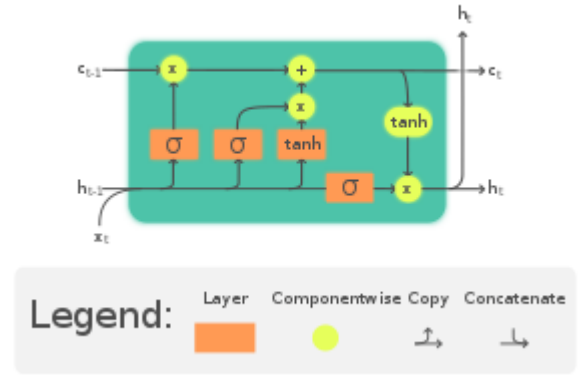 hₜ
cₜ₋₁ x + cₜ
x
tanh
σ σ tanh
hₜ₋₁ σ x hₜ
xₜ
Legend:
Layer Componentwise Copy Concatenate